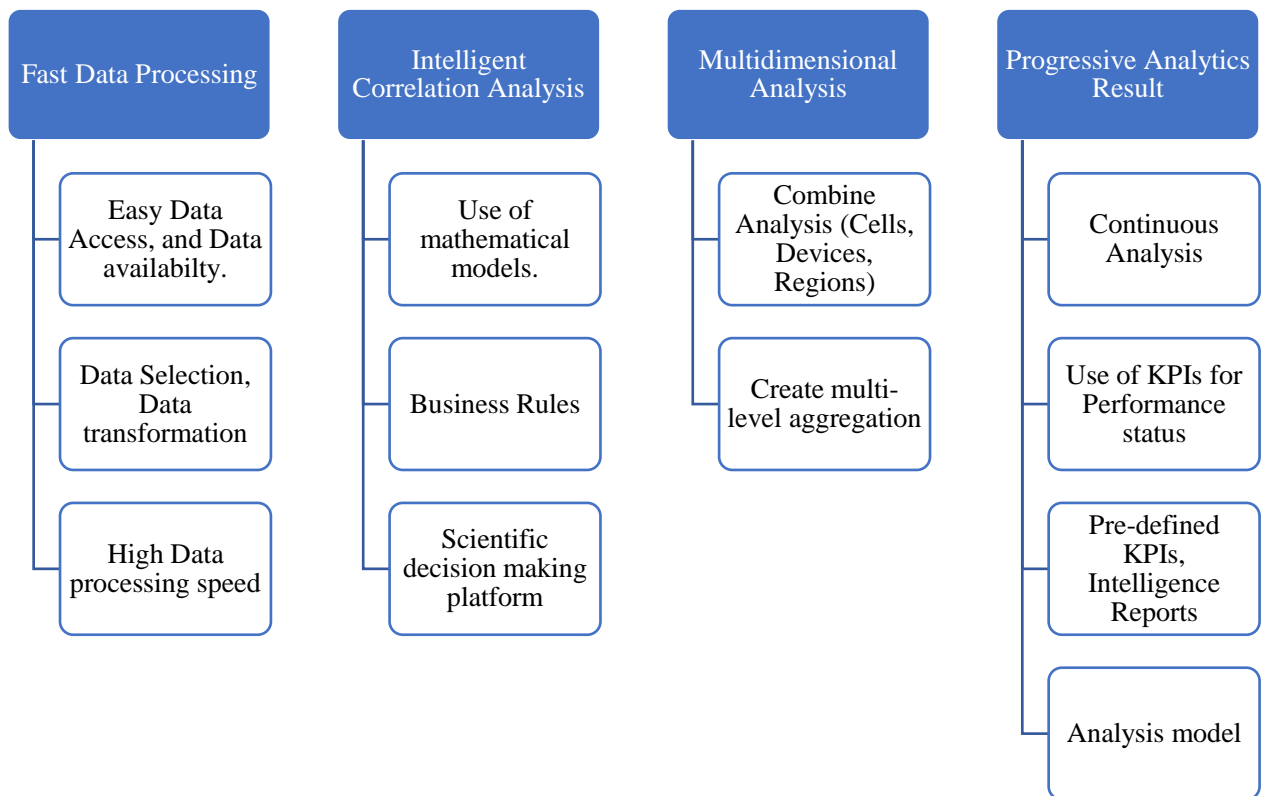 Fast Data Processing
Easy Data
Access, and Data
availabilty.
Data Selection,
Data
transformation
High Data
processing speed
Intelligent
Correlation Analysis
Use of
mathematical
models.
Business Rules
Scientific
decision making
platform
Multidimensional
Analysis
Combine
Analysis (Cells,
Devices,
Regions)
Create multi-
level aggregation
Progressive Analytics
Result
Continuous
Analysis
Use of KPIs for
Performance
status
Pre-defined
KPIs,
Intelligence
Reports
Analysis model